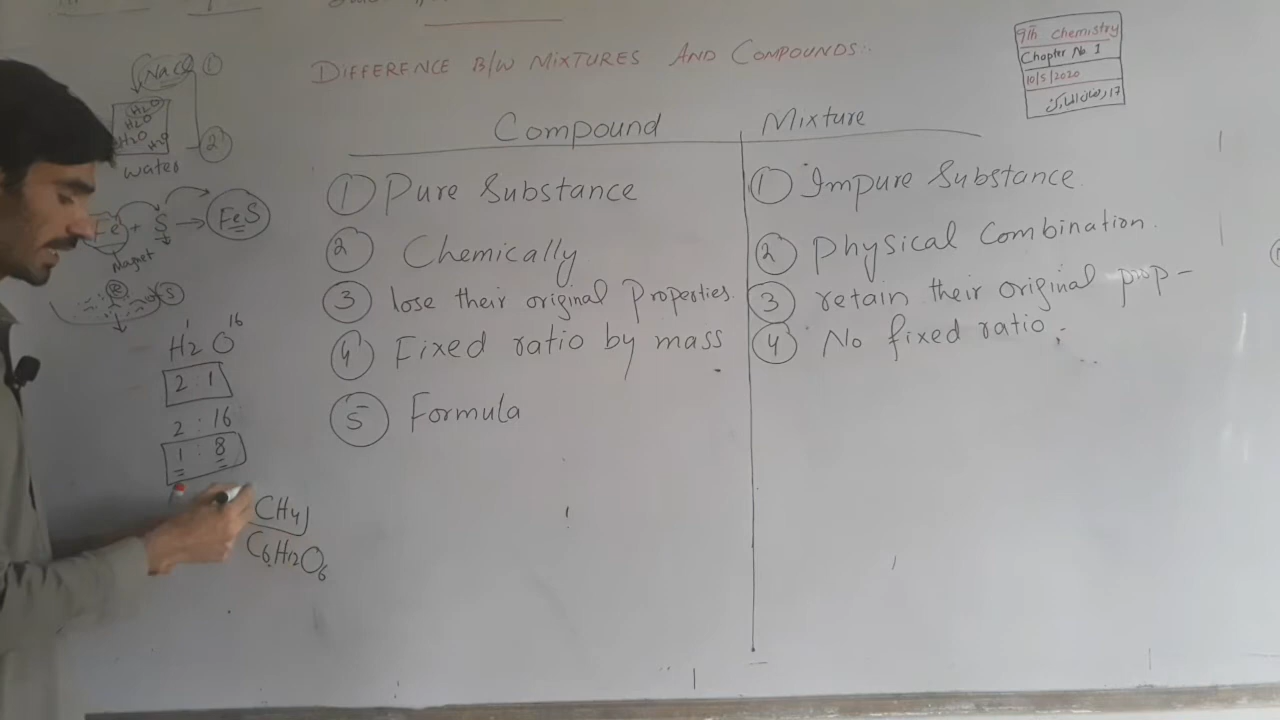 DIFFERENCE B/W MIXTURES AND COMPOUNDS:
9th Chemistry
Chapter No 1
10/5/2020
NaCl ①
H2O
H2O
H2O H2O
②
water
Fe + S → FeS
Magnet
S
1 16
H2O
2 : 1
2 : 16
1 : 8
CH4
C6H12O6
Compound
① Pure Substance
② Chemically
③ lose their original Properties.
④ Fixed ratio by mass
⑤ Formula
Mixture
① Impure Substance
② Physical Combination.
③ retain their original prop-
④ No fixed ratio.